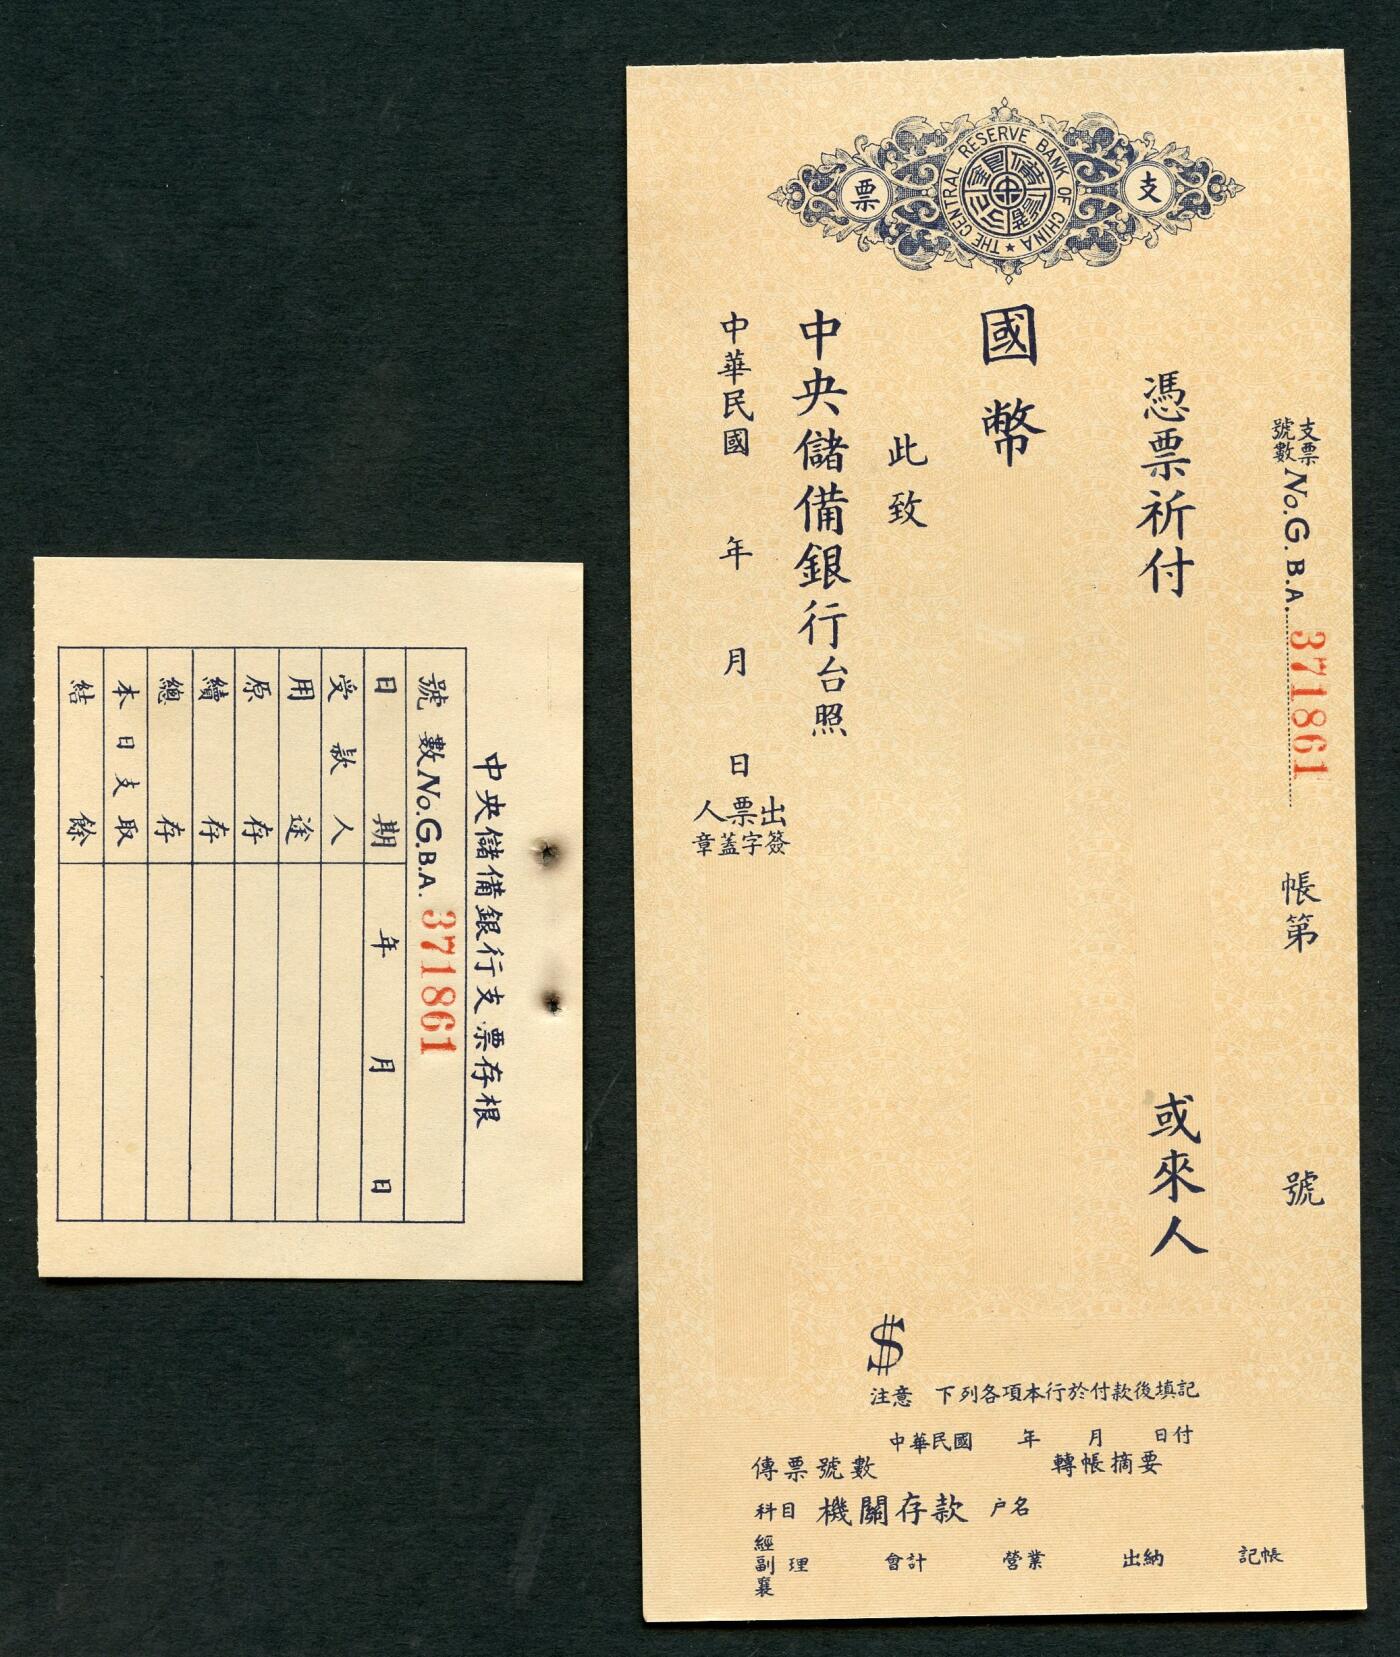 中央儲備銀行支票存根
號數No.G.B.A. 371861
日期 年 月 日
受款人
用途
原存
續存
總存
本日支取
結餘
支票
THE CENTRAL RESERVE BANK OF CHINA ★
支票號數No.G.B.A. 371861 帳第 號
憑票祈付 或來人
國幣
此致
中央儲備銀行台照
中華民國 年 月 日
出票人
簽字蓋章
$
注意 下列各項本行於付款後填記
中華民國 年 月 日付
傳票號數 轉帳摘要
科目 機關存款 戶名
經副襄理 會計 營業 出納 記帳